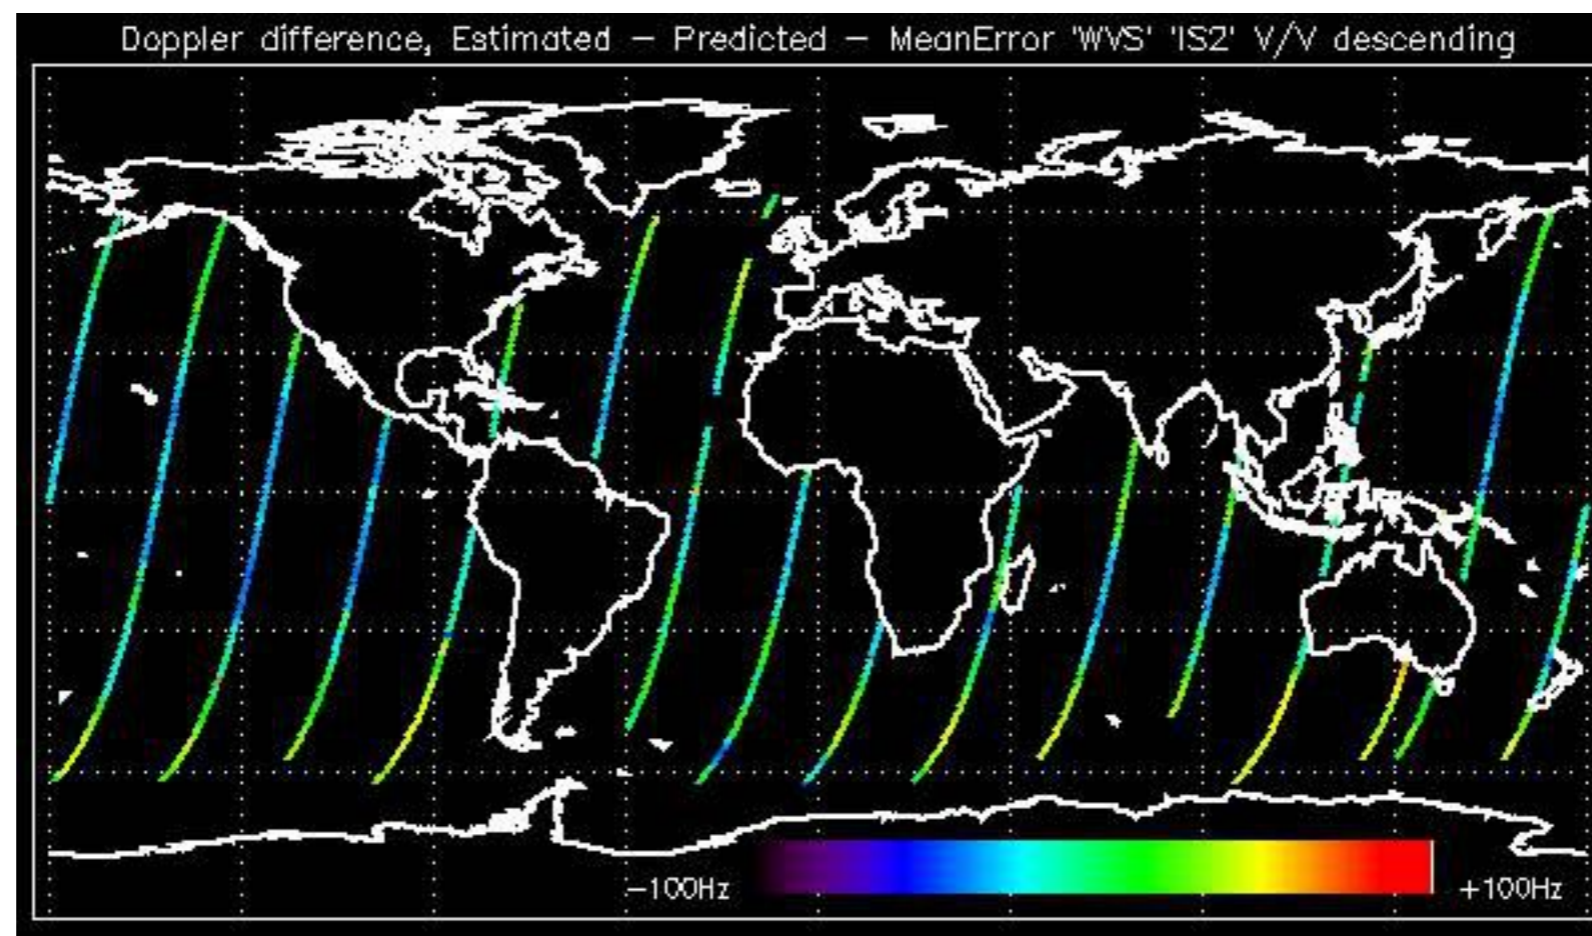 Doppler difference, Estimated – Predicted – MeanError 'WVS' 'IS2' V/V descending
–100Hz
+100Hz